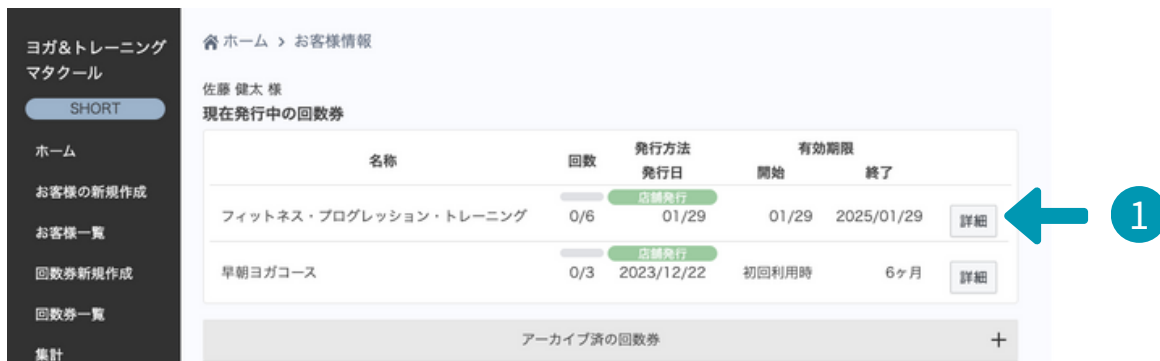 ヨガ&トレーニング
マタクール
SHORT
ホーム
お客様の新規作成
お客様一覧
回数券新規作成
回数券一覧
集計
ホーム > お客様情報
佐藤 健太 様
現在発行中の回数券
名称 回数 発行方法 有効期限
発行日 開始 終了
店舗発行
フィットネス・プログレッション・トレーニング 0/6 01/29 01/29 2025/01/29 詳細
店舗発行
早朝ヨガコース 0/3 2023/12/22 初回利用時 6ヶ月 詳細
アーカイブ済の回数券 +
1